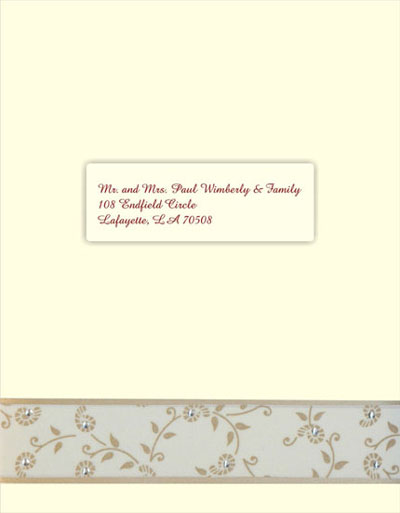 Mr. and Mrs. Paul Wimberly & Family
108 Endfield Circle
Lafayette, LA 70508